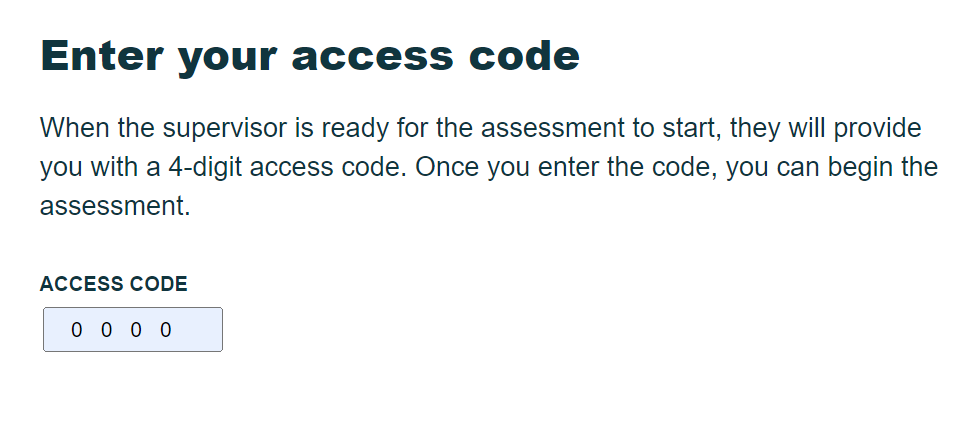 Enter your access code
When the supervisor is ready for the assessment to start, they will provide
you with a 4-digit access code. Once you enter the code, you can begin the
assessment.
ACCESS CODE
0 0 0 0